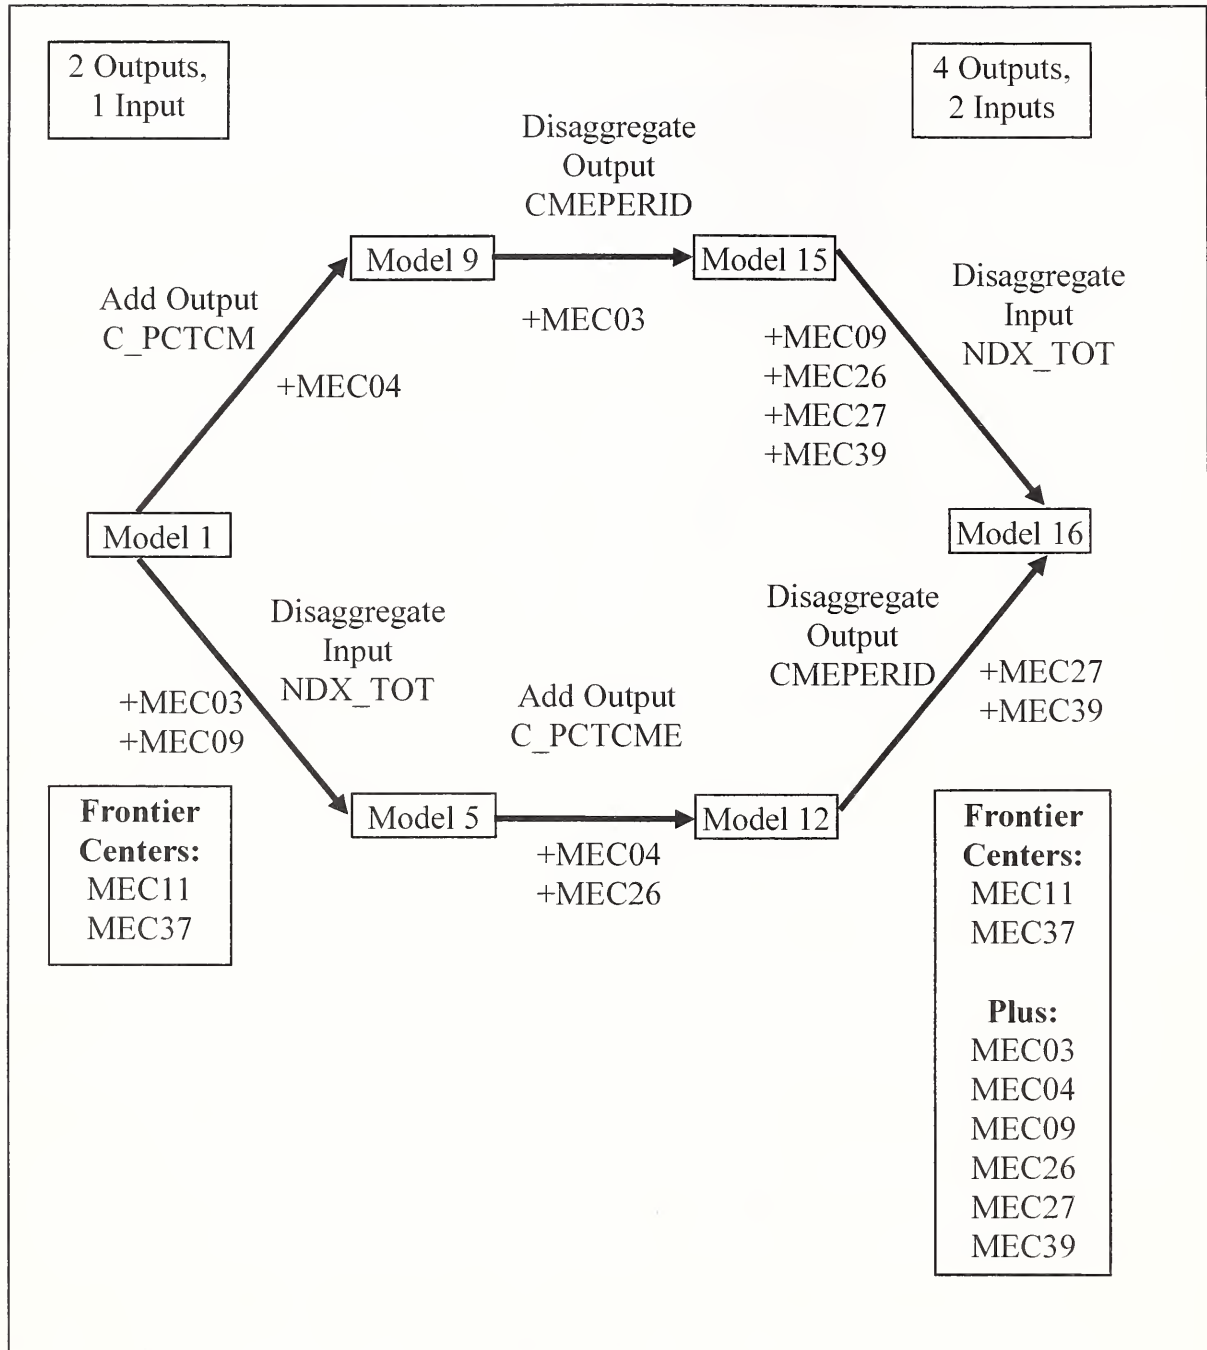 2 Outputs,
1 Input
4 Outputs,
2 Inputs
Disaggregate
Output
CMEPERID
Model 9
Model 15
Add Output
C_PCTCM
+MEC04
+MEC03
Disaggregate
Input
NDX_TOT
+MEC09
+MEC26
+MEC27
+MEC39
Model 1
Model 16
Disaggregate
Input
NDX_TOT
+MEC03
+MEC09
Add Output
C_PCTCME
Disaggregate
Output
CMEPERID
+MEC27
+MEC39
Model 5
Model 12
+MEC04
+MEC26
Frontier
Centers:
MEC11
MEC37
Frontier
Centers:
MEC11
MEC37
Plus:
MEC03
MEC04
MEC09
MEC26
MEC27
MEC39